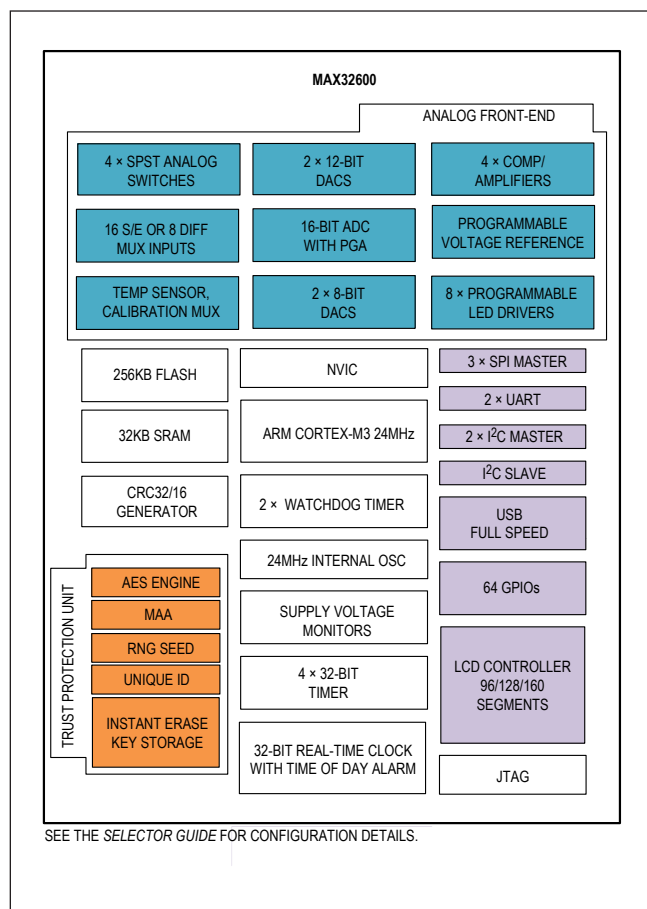 MAX32600
ANALOG FRONT-END
4 × SPST ANALOG
SWITCHES
2 × 12-BIT
DACS
4 × COMP/
AMPLIFIERS
16 S/E OR 8 DIFF
MUX INPUTS
16-BIT ADC
WITH PGA
PROGRAMMABLE
VOLTAGE REFERENCE
TEMP SENSOR,
CALIBRATION MUX
2 × 8-BIT
DACS
8 × PROGRAMMABLE
LED DRIVERS
256KB FLASH
32KB SRAM
CRC32/16
GENERATOR
TRUST PROTECTION UNIT
AES ENGINE
MAA
RNG SEED
UNIQUE ID
INSTANT ERASE
KEY STORAGE
NVIC
ARM CORTEX-M3 24MHz
2 × WATCHDOG TIMER
24MHz INTERNAL OSC
SUPPLY VOLTAGE
MONITORS
4 × 32-BIT
TIMER
32-BIT REAL-TIME CLOCK
WITH TIME OF DAY ALARM
3 × SPI MASTER
2 × UART
2 × I²C MASTER
I²C SLAVE
USB
FULL SPEED
64 GPIOs
LCD CONTROLLER
96/128/160
SEGMENTS
JTAG
SEE THE SELECTOR GUIDE FOR CONFIGURATION DETAILS.